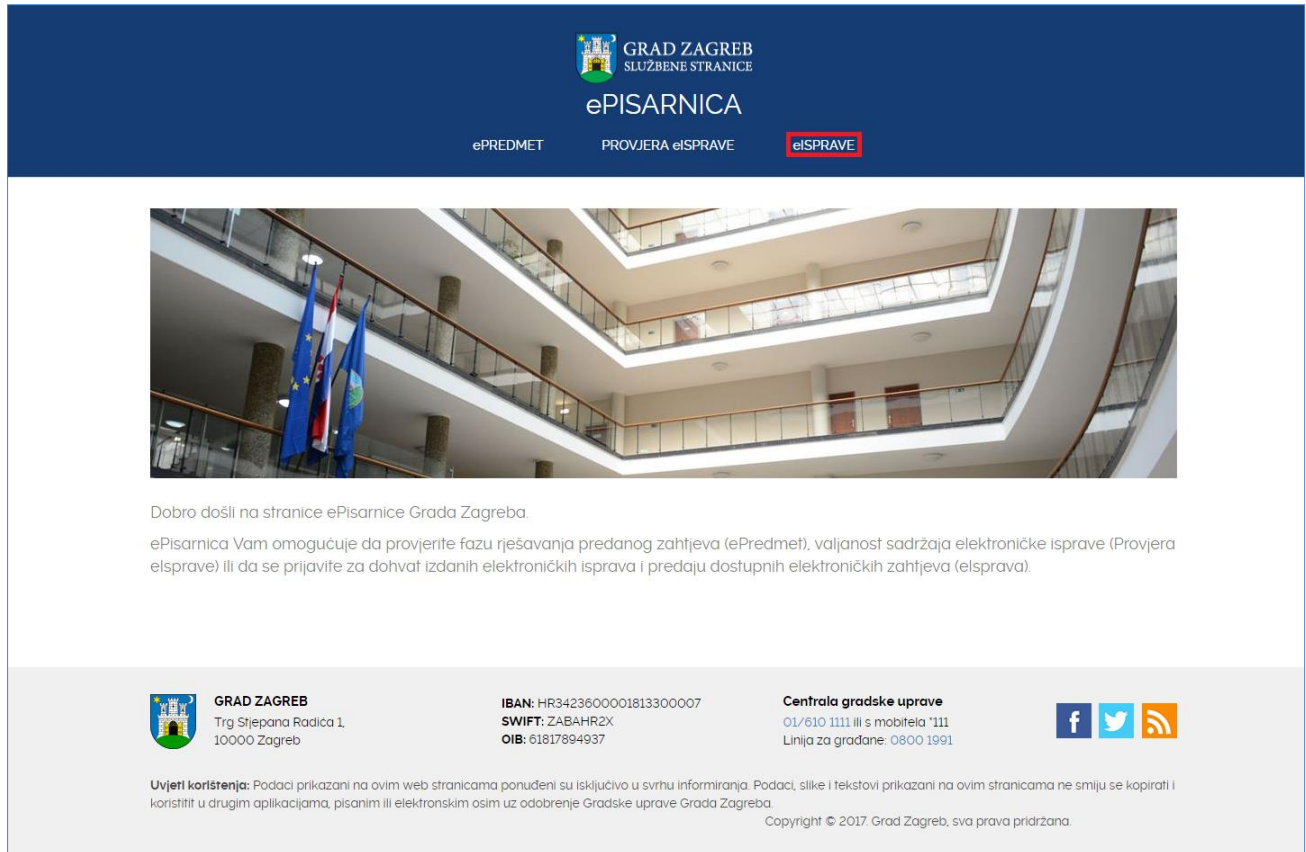 GRAD ZAGREB
SLUŽBENE STRANICE
ePISARNICA
ePREDMET PROVJERA eISPRAVE eISPRAVE
Dobro došli na stranice ePisarnice Grada Zagreba.
ePisarnica Vam omogućuje da provjerite fazu rješavanja predanog zahtjeva (ePredmet), valjanost sadržaja elektroničke isprave (Provjera
eIsprave) ili da se prijavite za dohvat izdanih elektroničkih isprava i predaju dostupnih elektroničkih zahtjeva (eIsprava).
GRAD ZAGREB
Trg Stjepana Radića 1,
10000 Zagreb
IBAN: HR3423600001813300007
SWIFT: ZABAHR2X
OIB: 61817894937
Centrala gradske uprave
01/610 1111 ili s mobitela *111
Linija za građane: 0800 1991
Uvjeti korištenja: Podaci prikazani na ovim web stranicama ponuđeni su isključivo u svrhu informiranja. Podaci, slike i tekstovi prikazani na ovim stranicama ne smiju se kopirati i
koristitit u drugim aplikacijama, pisanim ili elektronskim osim uz odobrenje Gradske uprave Grada Zagreba.
Copyright © 2017. Grad Zagreb, sva prava pridržana.